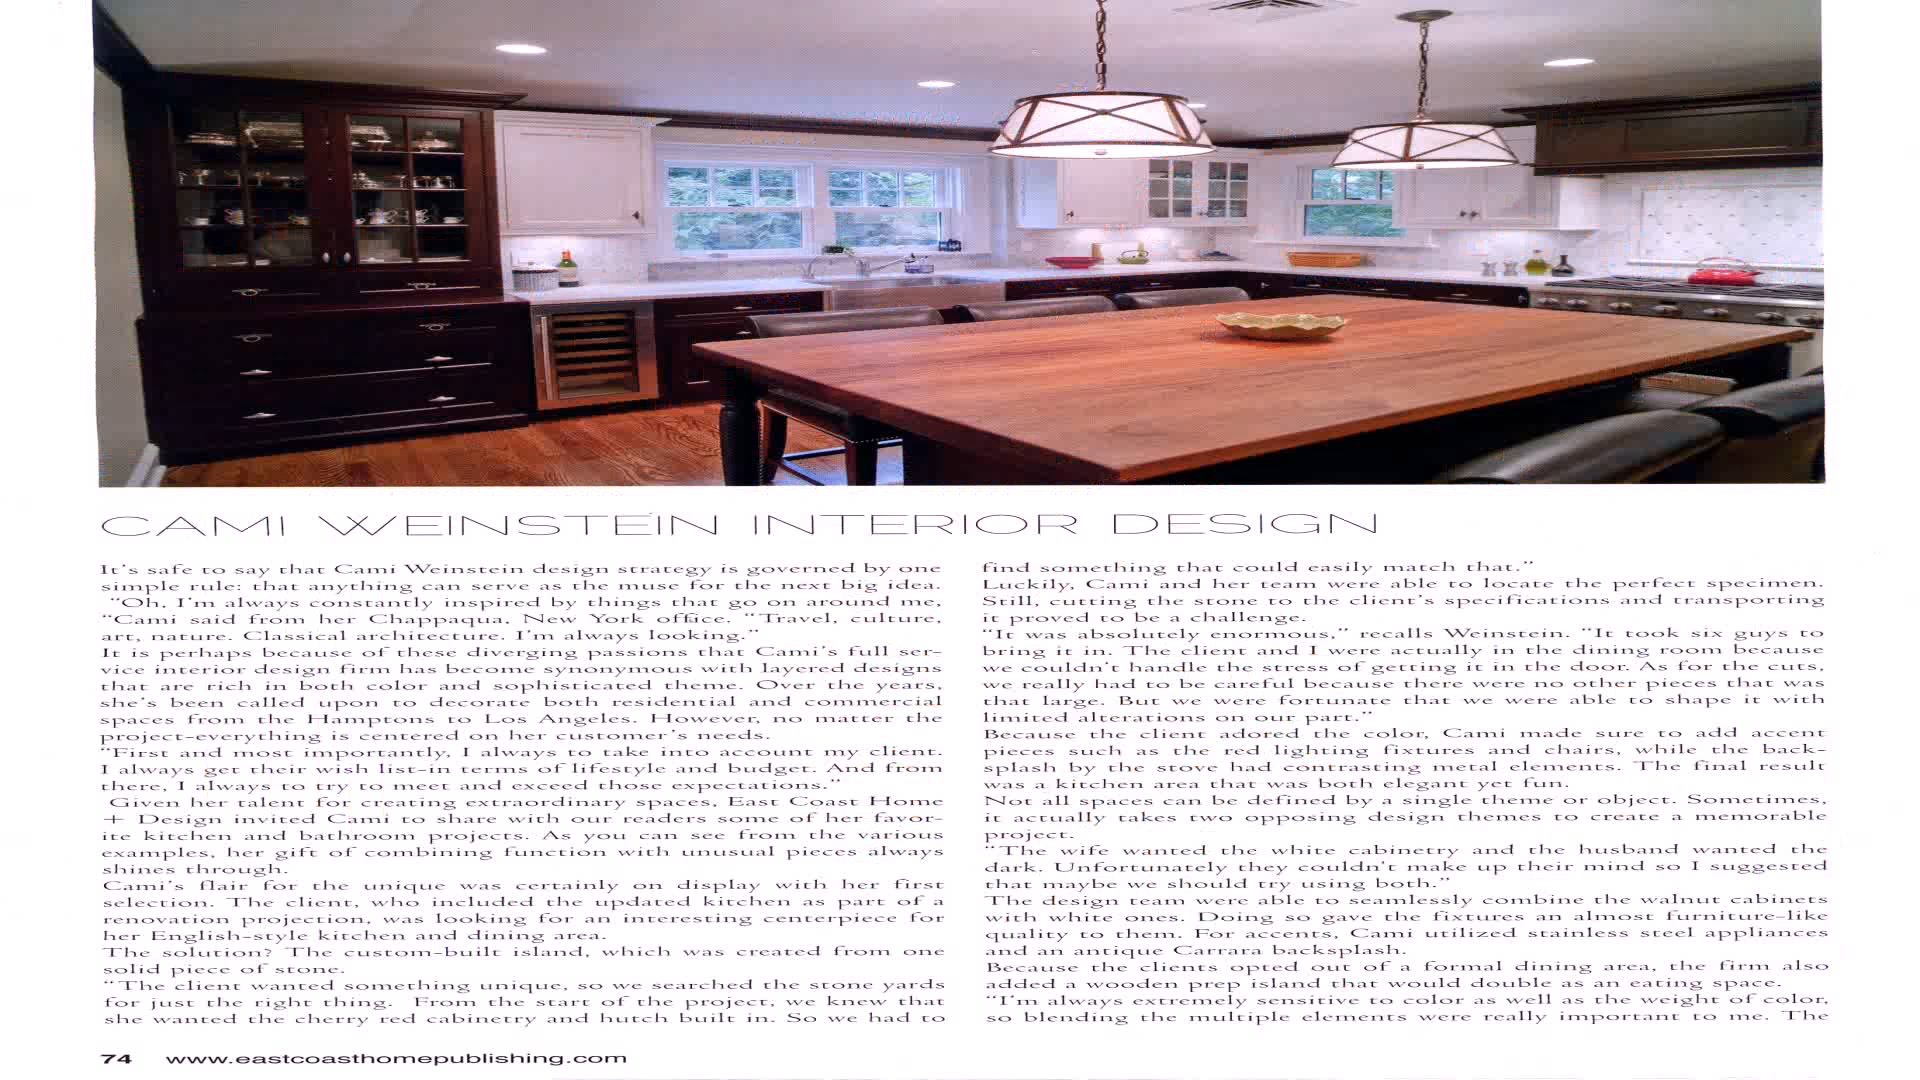 CAMI WEINSTEIN INTERIOR DESIGN
It's safe to say that Cami Weinstein design strategy is governed by one
simple rule: that anything can serve as the muse for the next big idea.
"Oh, I'm always constantly inspired by things that go on around me,
"Cami said from her Chappaqua, New York office. "Travel, culture,
art, nature. Classical architecture. I'm always looking."
It is perhaps because of these diverging passions that Cami's full ser-
vice interior design firm has become synonymous with layered designs
that are rich in both color and sophisticated theme. Over the years,
she's been called upon to decorate both residential and commercial
spaces from the Hamptons to Los Angeles. However, no matter the
project-everything is centered on her customer's needs.
"First and most importantly, I always to take into account my client.
I always get their wish list-in terms of lifestyle and budget. And from
there, I always to try to meet and exceed those expectations."
Given her talent for creating extraordinary spaces, East Coast Home
+ Design invited Cami to share with our readers some of her favor-
ite kitchen and bathroom projects. As you can see from the various
examples, her gift of combining function with unusual pieces always
shines through.
Cami's flair for the unique was certainly on display with her first
selection. The client, who included the updated kitchen as part of a
renovation projection, was looking for an interesting centerpiece for
her English-style kitchen and dining area.
The solution? The custom-built island, which was created from one
solid piece of stone.
"The client wanted something unique, so we searched the stone yards
for just the right thing. From the start of the project, we knew that
she wanted the cherry red cabinetry and hutch built in. So we had to
find something that could easily match that."
Luckily, Cami and her team were able to locate the perfect specimen.
Still, cutting the stone to the client's specifications and transporting
it proved to be a challenge.
"It was absolutely enormous," recalls Weinstein. "It took six guys to
bring it in. The client and I were actually in the dining room because
we couldn't handle the stress of getting it in the door. As for the cuts,
we really had to be careful because there were no other pieces that was
that large. But we were fortunate that we were able to shape it with
limited alterations on our part."
Because the client adored the color, Cami made sure to add accent
pieces such as the red lighting fixtures and chairs, while the back-
splash by the stove had contrasting metal elements. The final result
was a kitchen area that was both elegant yet fun.
Not all spaces can be defined by a single theme or object. Sometimes,
it actually takes two opposing design themes to create a memorable
project.
"The wife wanted the white cabinetry and the husband wanted the
dark. Unfortunately they couldn't make up their mind so I suggested
that maybe we should try using both."
The design team were able to seamlessly combine the walnut cabinets
with white ones. Doing so gave the fixtures an almost furniture-like
quality to them. For accents, Cami utilized stainless steel appliances
and an antique Carrara backsplash.
Because the clients opted out of a formal dining area, the firm also
added a wooden prep island that would double as an eating space.
"I'm always extremely sensitive to color as well as the weight of color,
so blending the multiple elements were really important to me. The
74 www.eastcoasthomepublishing.com